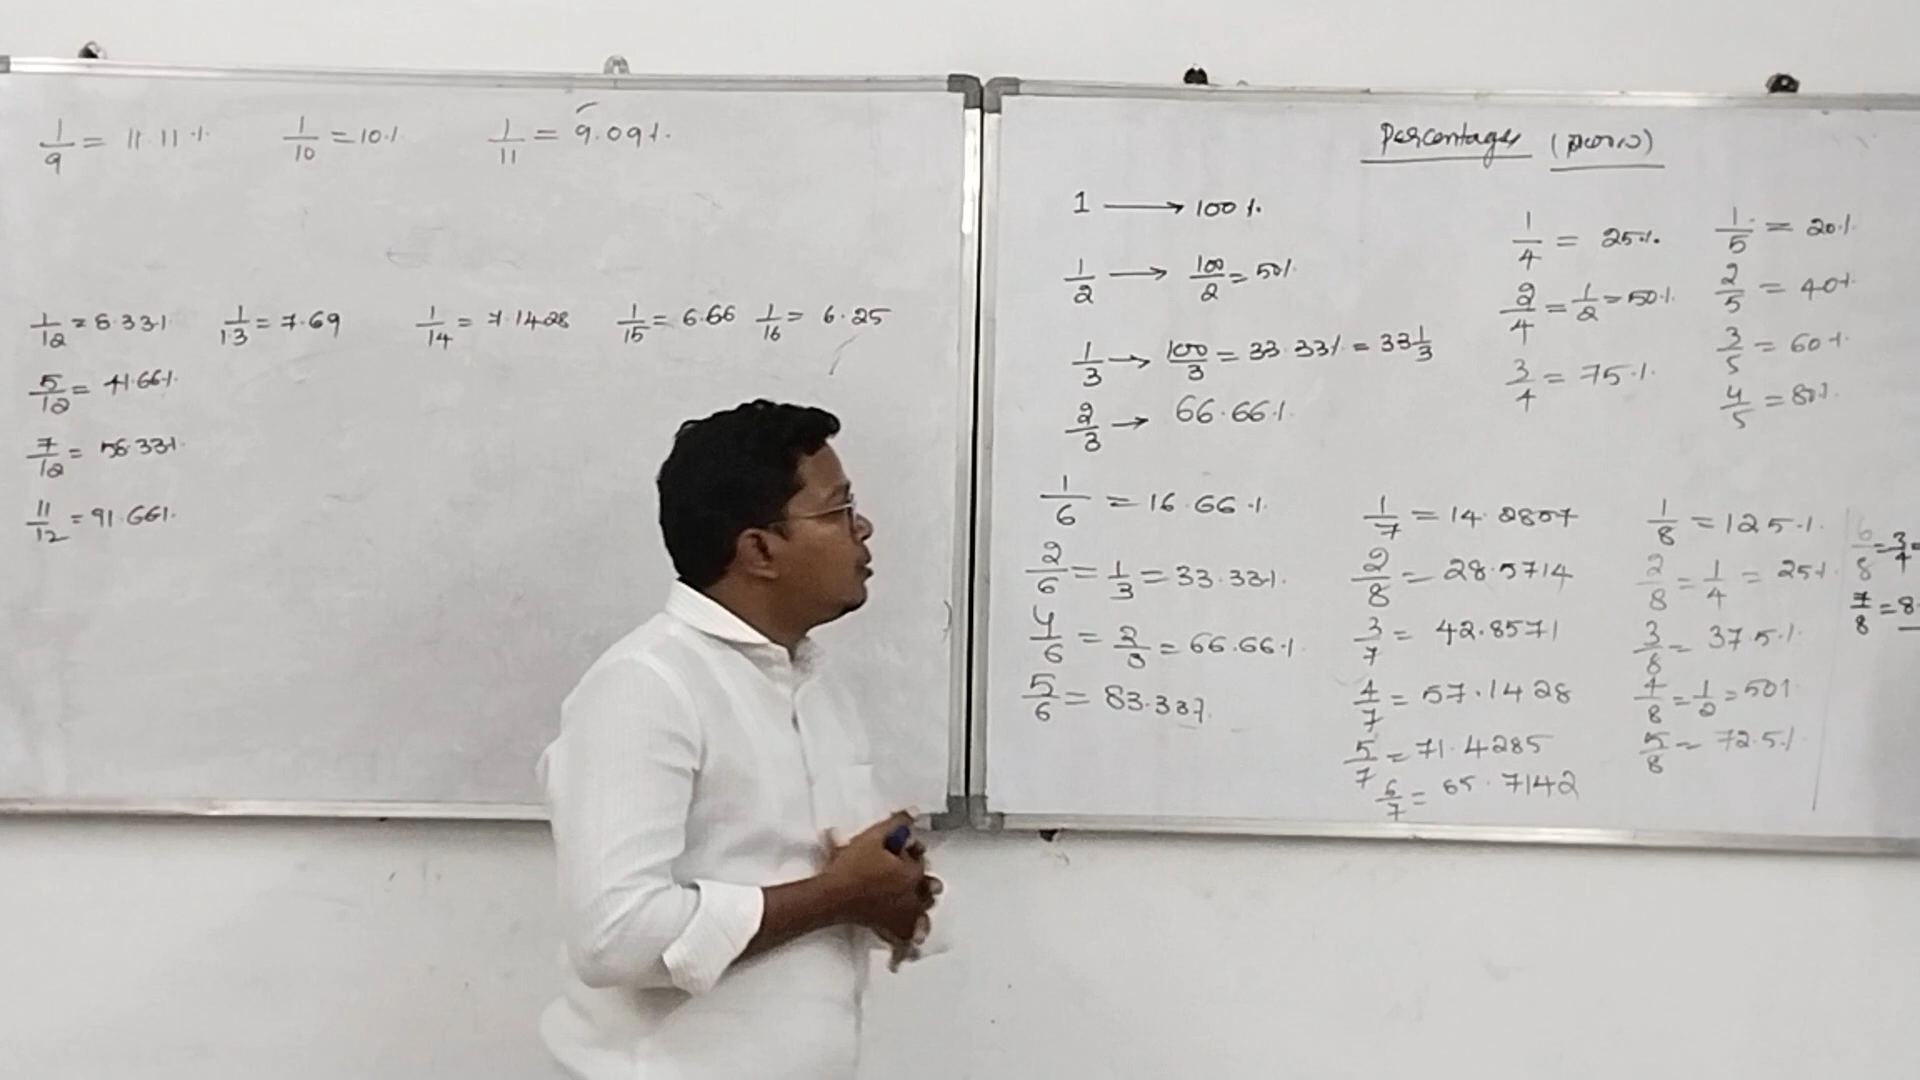 1/9 = 11.11% 1/10 = 10% 1/11 = 9.09%
1/12 = 8.33% 1/13 = 7.69 1/14 = 7.1428 1/15 = 6.66 1/16 = 6.25
5/12 = 41.66%
7/12 = 58.33%
11/12 = 91.66%
Percentages
1 → 100%
1/2 → 100/2 = 50%
1/3 → 100/3 = 33.33% = 33 1/3
2/3 → 66.66%
1/4 = 25%
2/4 = 1/2 = 50%
3/4 = 75%
1/5 = 20%
2/5 = 40%
3/5 = 60%
4/5 = 80%
1/6 = 16.66%
2/6 = 1/3 = 33.33%
4/6 = 2/3 = 66.66%
5/6 = 83.33%
1/7 = 14.2857
2/8 = 28.5714
3/7 = 42.8571
4/7 = 57.1428
5/7 = 71.4285
6/7 = 85.7142
1/8 = 125%
2/8 = 1/4 = 25%
3/8 = 37.5%
4/8 = 1/2 = 50%
5/8 = 72.5%
6/8 = 3/4 =
7/8 = 8